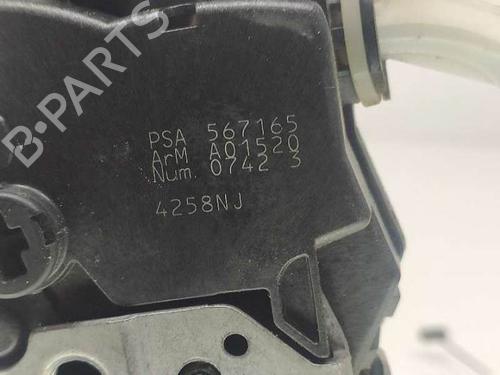 B-PARTS
PSA 567165
ArM A01520
Num. 0742 3
4258NJ